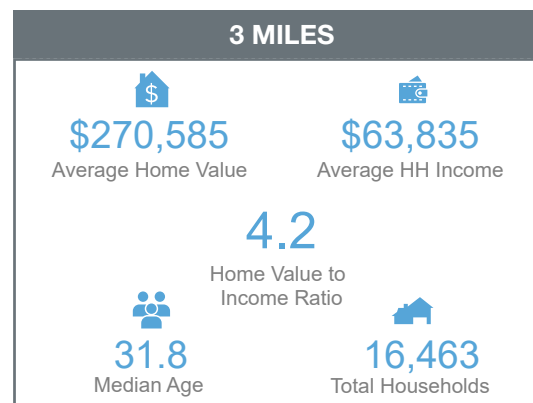 3 MILES
$
$270,585
$63,835
Average Home Value
Average HH Income
4.2
Home Value to
Income Ratio
31.8
16,463
Median Age
Total Households